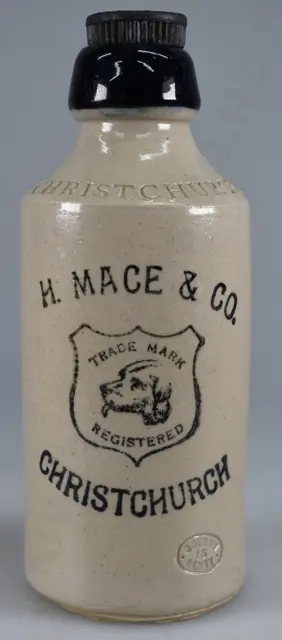 CHRISTCHURCH
H. MACE & CO.
TRADE MARK
REGISTERED
CHRISTCHURCH